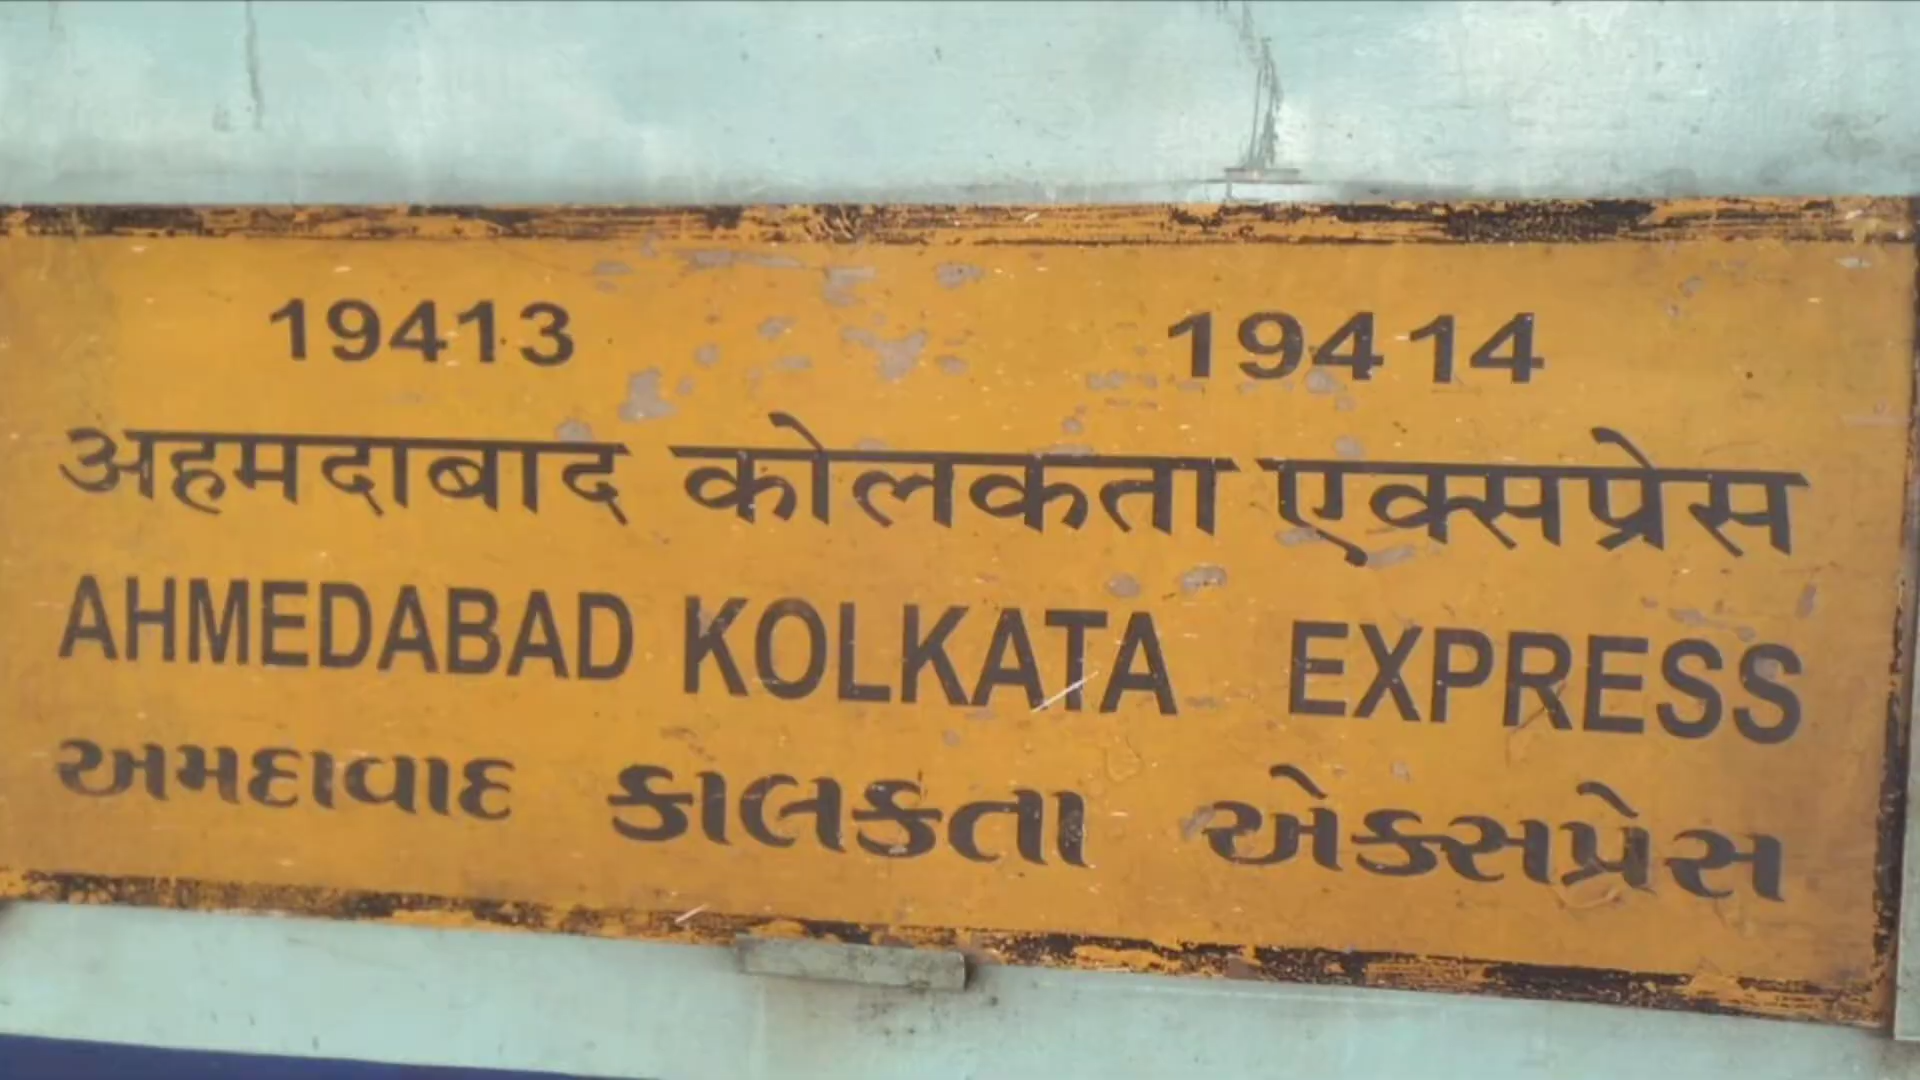 19413 19414
अहमदाबाद कोलकता एक्सप्रेस
AHMEDABAD KOLKATA EXPRESS
અમદાવાદ કાલકતા એક્સપ્રેસ